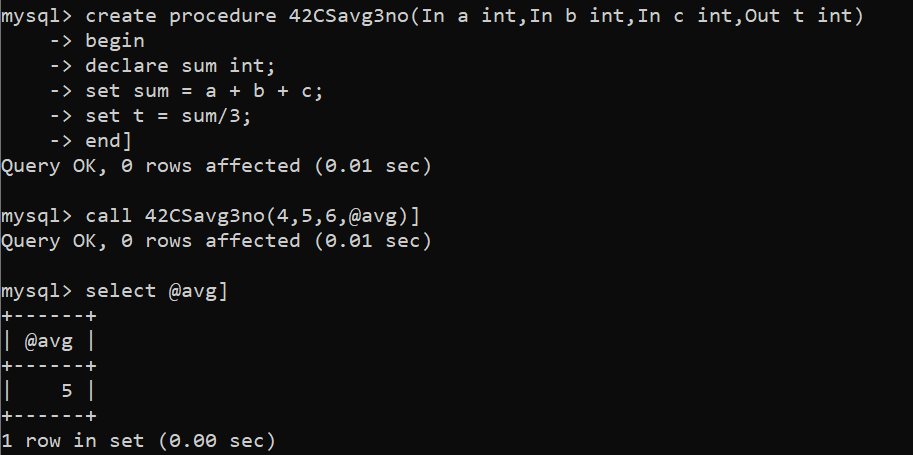 mysql> create procedure 42CSavg3no(In a int,In b int,In c int,Out t int)
    -> begin
    -> declare sum int;
    -> set sum = a + b + c;
    -> set t = sum/3;
    -> end]
Query OK, 0 rows affected (0.01 sec)

mysql> call 42CSavg3no(4,5,6,@avg)]
Query OK, 0 rows affected (0.01 sec)

mysql> select @avg]
+------+
| @avg |
+------+
|    5 |
+------+
1 row in set (0.00 sec)